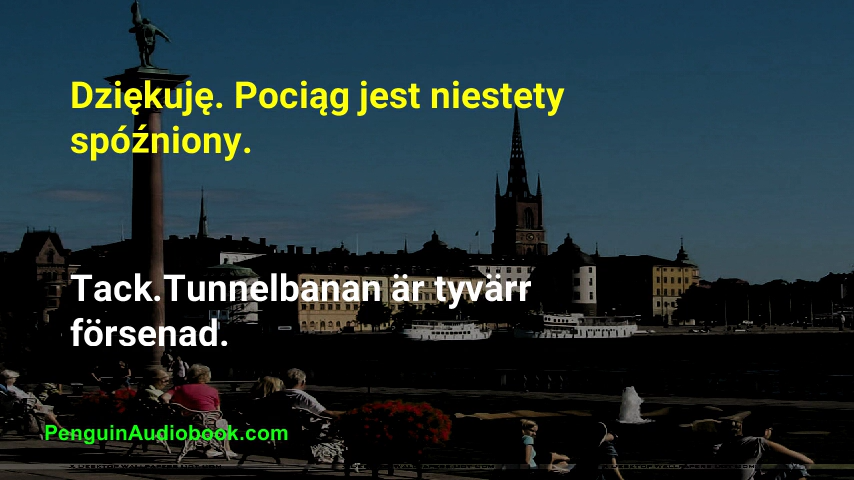 Dziękuję. Pociąg jest niestety
spóźniony.
Tack.Tunnelbanan är tyvärr
försenad.
PenguinAudiobook.com